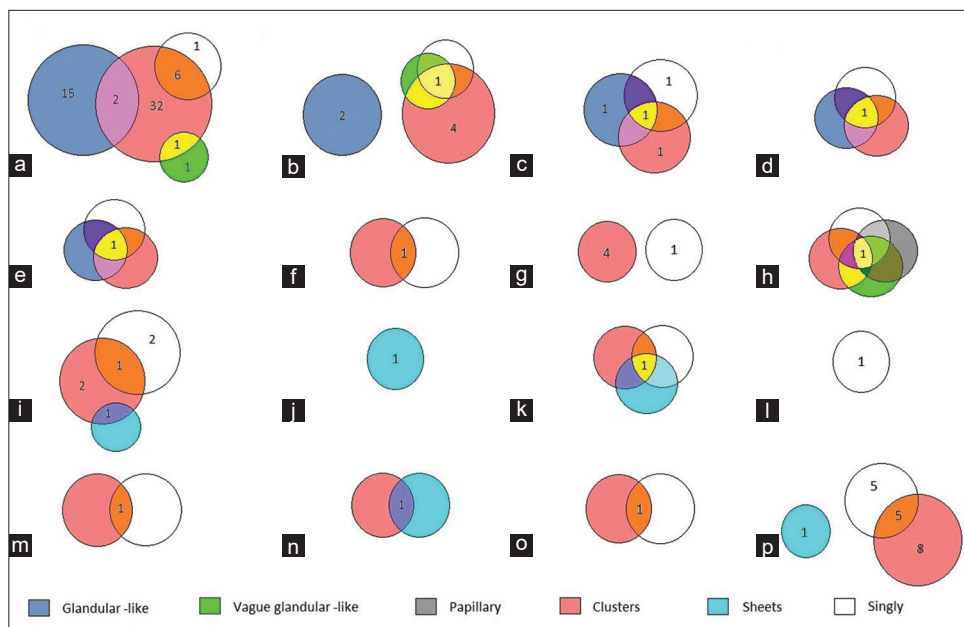 1
15
2
32
6
1
1
a
2
1
4
b
1
1
1
1
c
1
d
1
e
1
f
4
1
g
1
h
2
1
2
1
i
1
j
1
k
1
l
1
m
1
n
1
o
5
5
8
1
p
Glandular -like
Vague glandular -like
Papillary
Clusters
Sheets
Singly